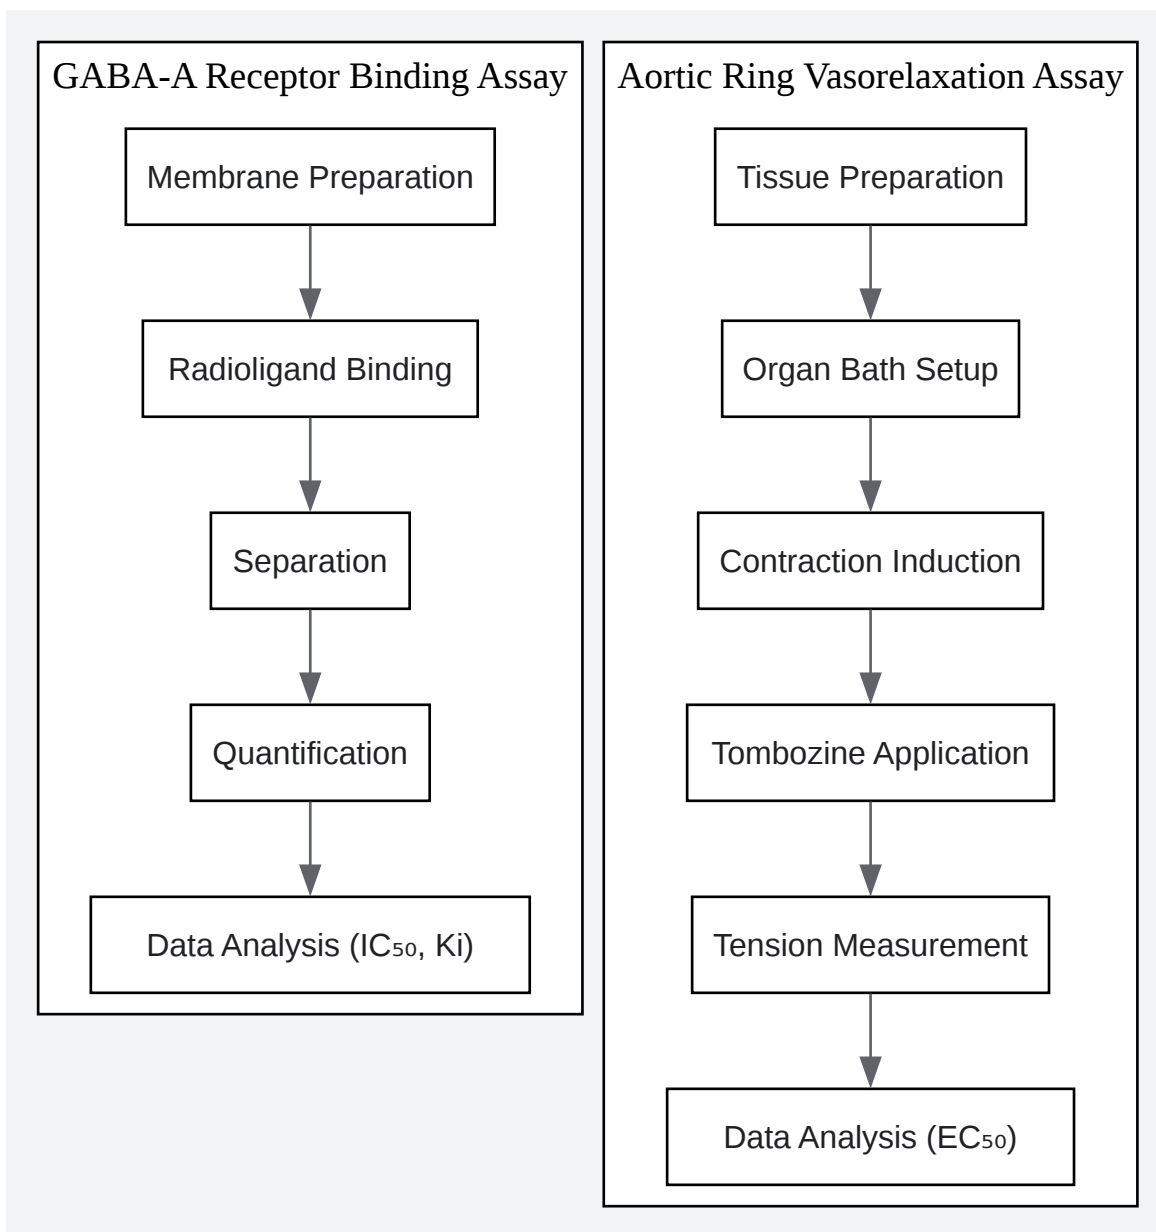 GABA-A Receptor Binding Assay
Membrane Preparation
Radioligand Binding
Separation
Quantification
Data Analysis (IC₅₀, Ki)
Aortic Ring Vasorelaxation Assay
Tissue Preparation
Organ Bath Setup
Contraction Induction
Tombozine Application
Tension Measurement
Data Analysis (EC₅₀)